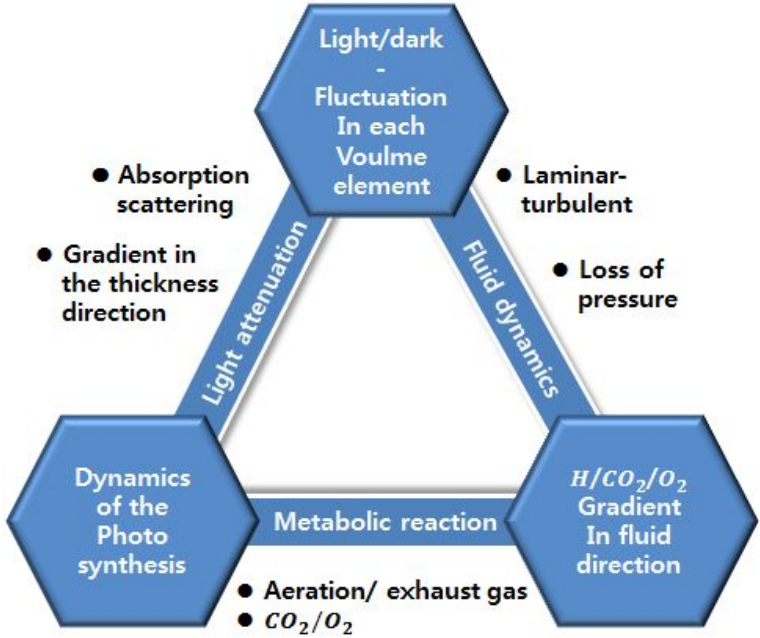 Light/dark
-
Fluctuation
In each
Voulme
element
● Absorption
scattering
● Gradient in
the thickness
direction
Light attenuation
● Laminar-
turbulent
● Loss of
pressure
Fluid dynamics
Dynamics
of the
Photo
synthesis
Metabolic reaction
H/CO₂/O₂
Gradient
In fluid
direction
● Aeration/ exhaust gas
● CO₂/O₂